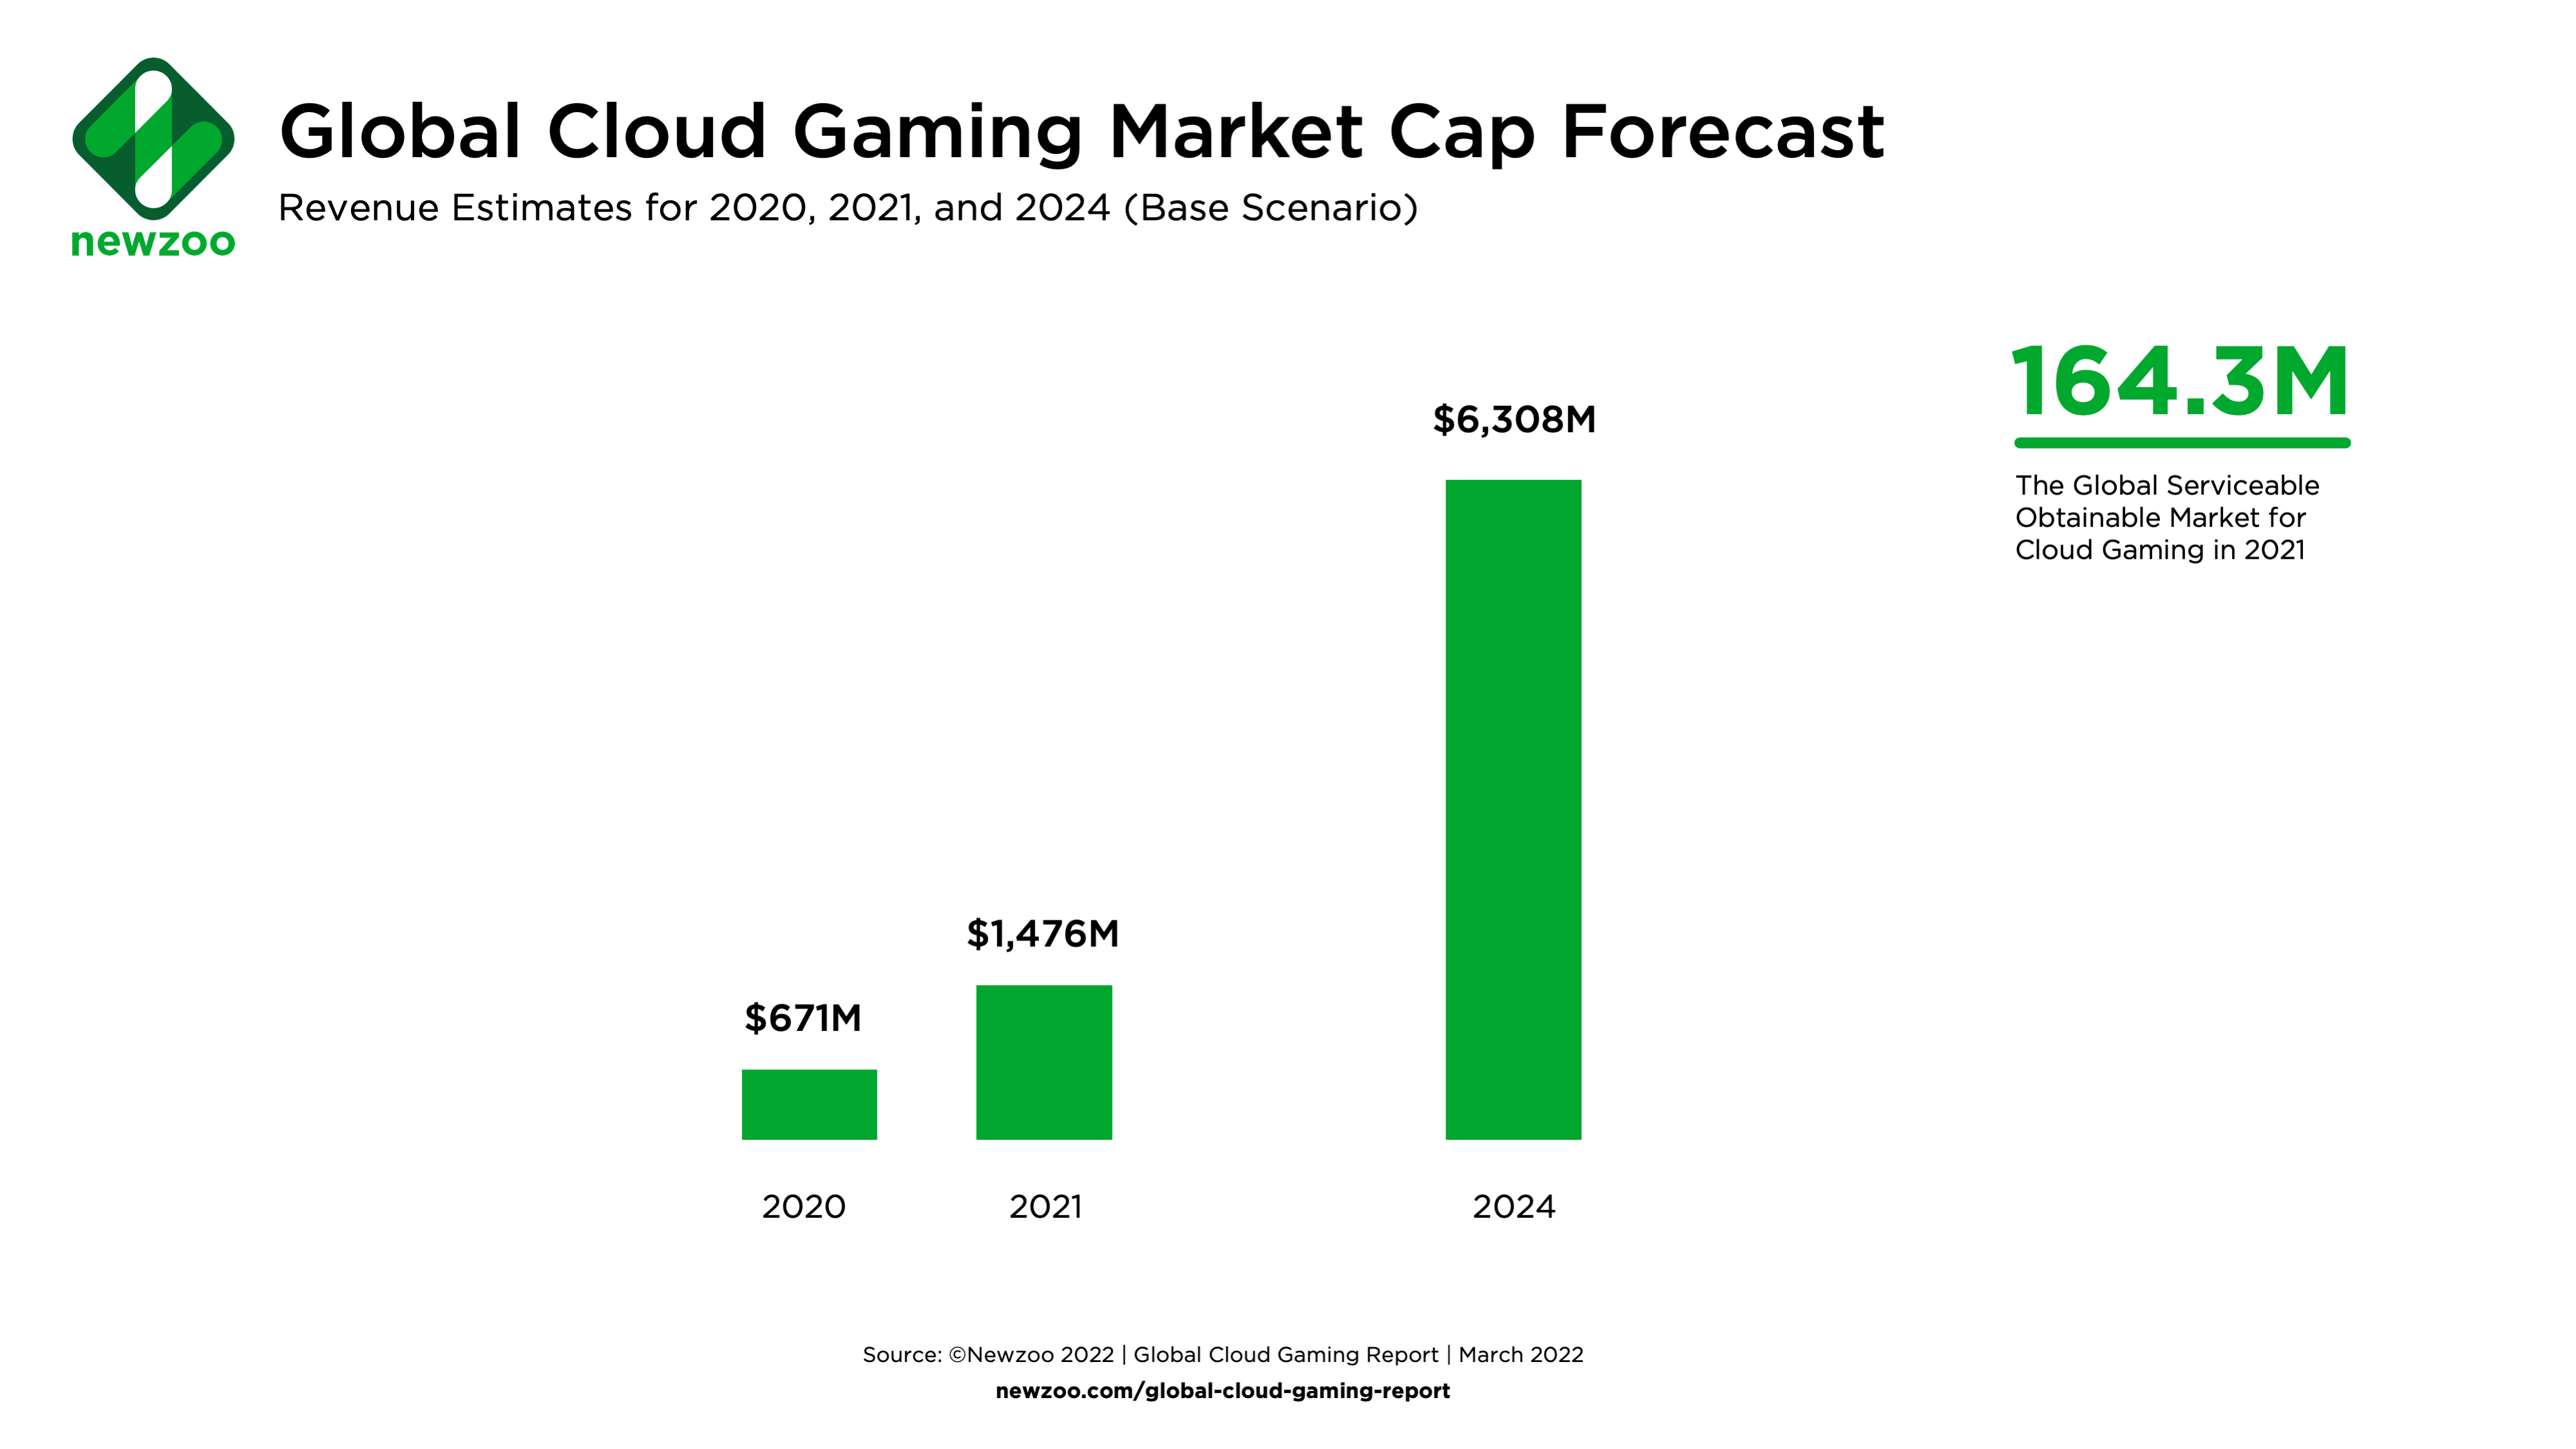 newzoo
Global Cloud Gaming Market Cap Forecast
Revenue Estimates for 2020, 2021, and 2024 (Base Scenario)
164.3M
The Global Serviceable
Obtainable Market for
Cloud Gaming in 2021
$671M
$1,476M
$6,308M
2020
2021
2024
Source: ©Newzoo 2022 | Global Cloud Gaming Report | March 2022
newzoo.com/global-cloud-gaming-report